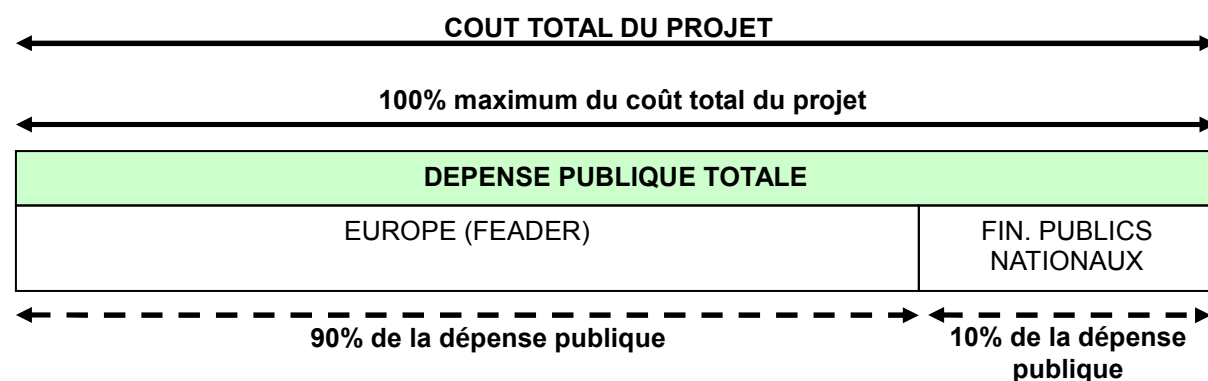 COUT TOTAL DU PROJET
100% maximum du coût total du projet
DEPENSE PUBLIQUE TOTALE
EUROPE (FEADER)
FIN. PUBLICS
NATIONAUX
90% de la dépense publique
10% de la dépense
publique